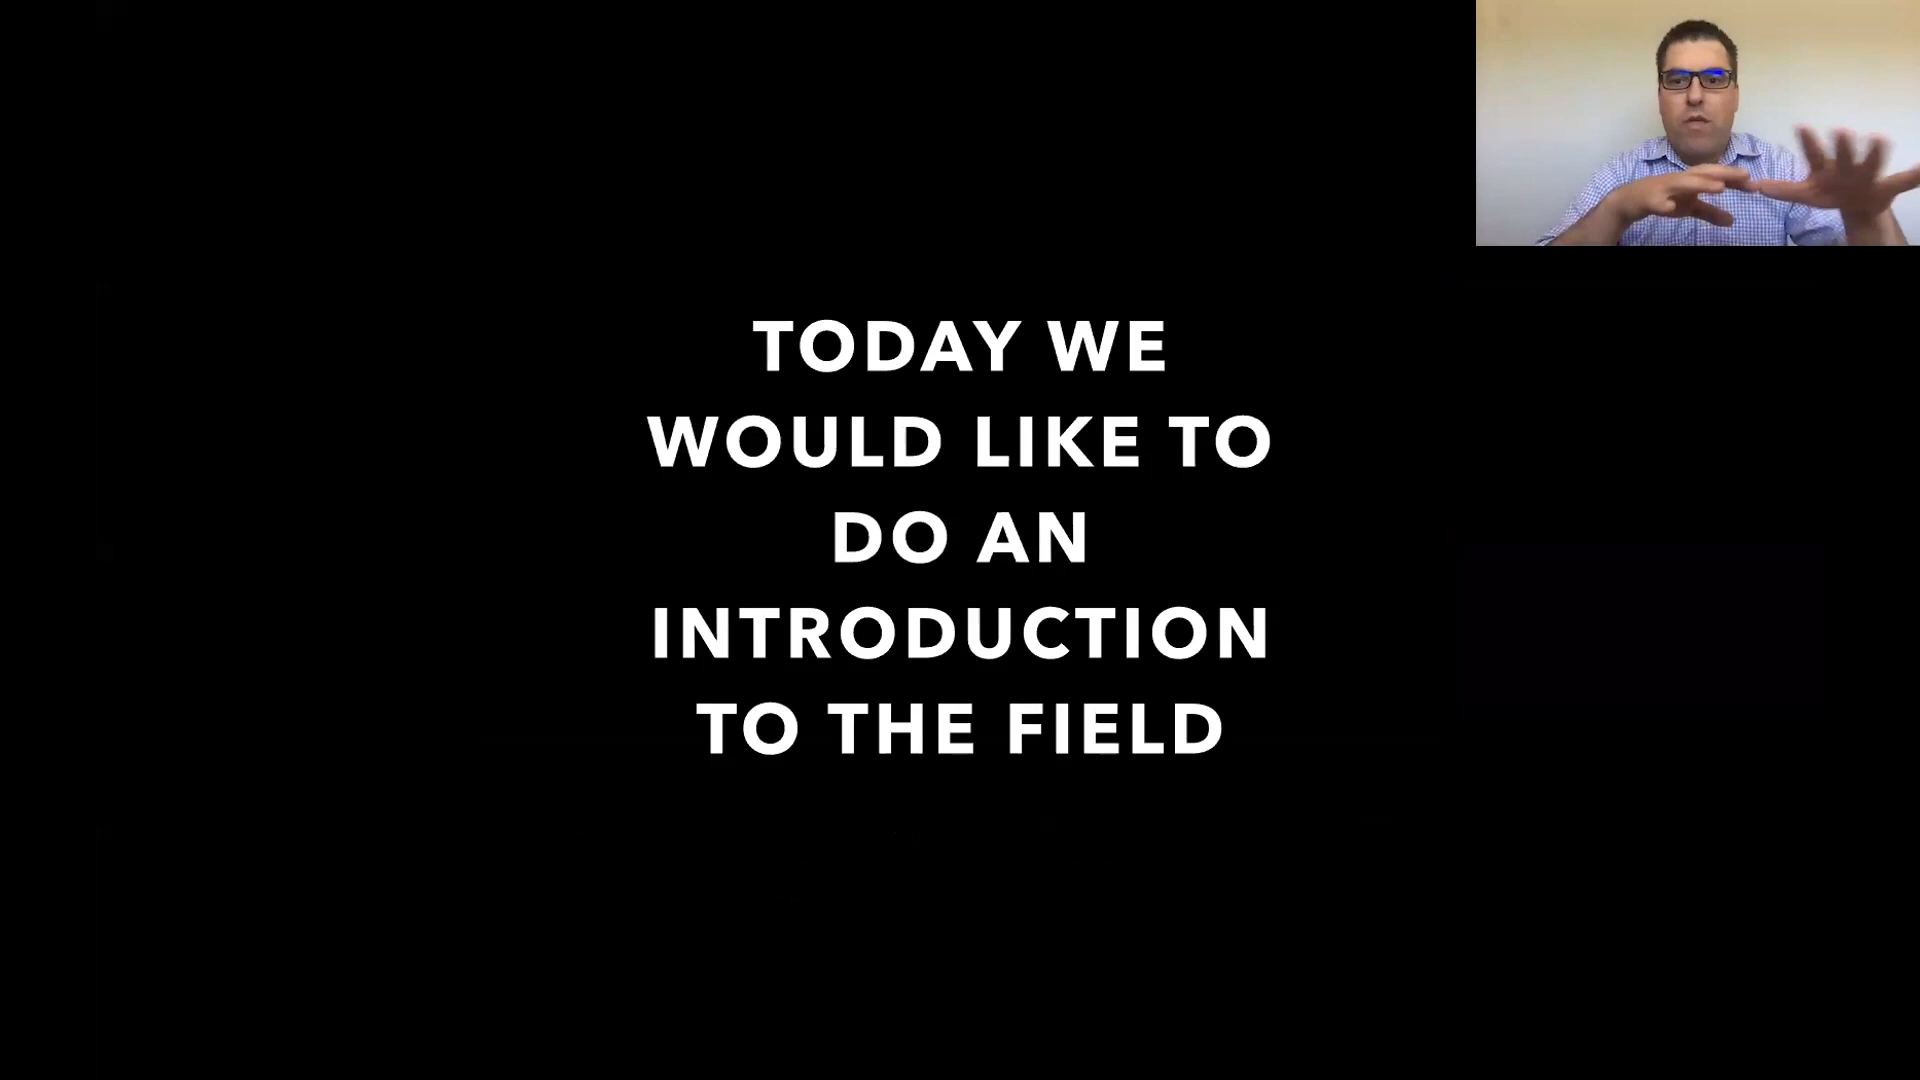 TODAY WE
WOULD LIKE TO
DO AN
INTRODUCTION
TO THE FIELD